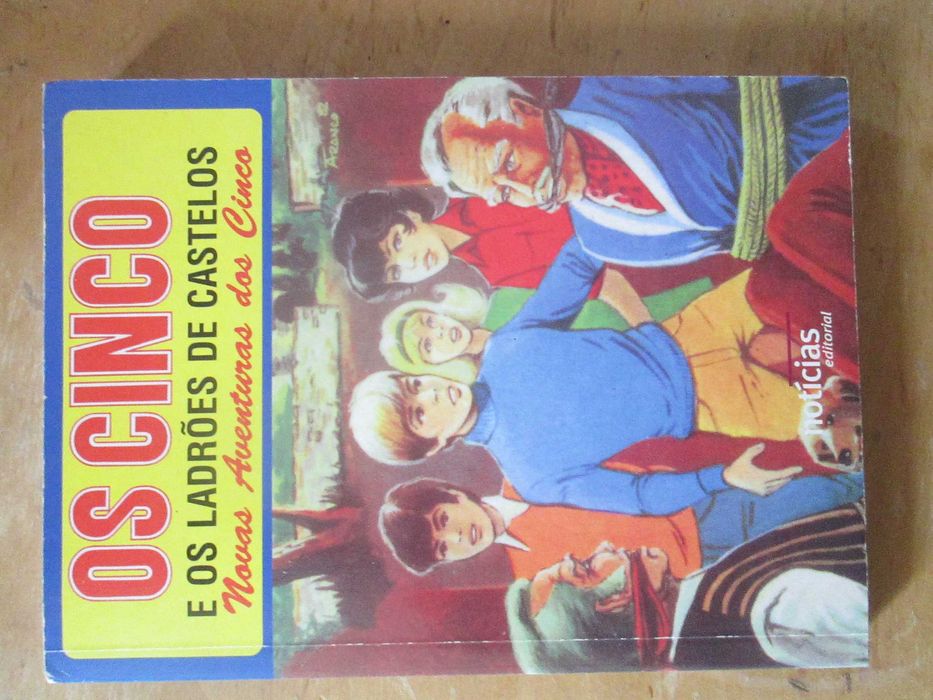 OS CINCO
E OS LADRÕES DE CASTELOS
Novas Aventuras dos Cinco
notícias
editorial